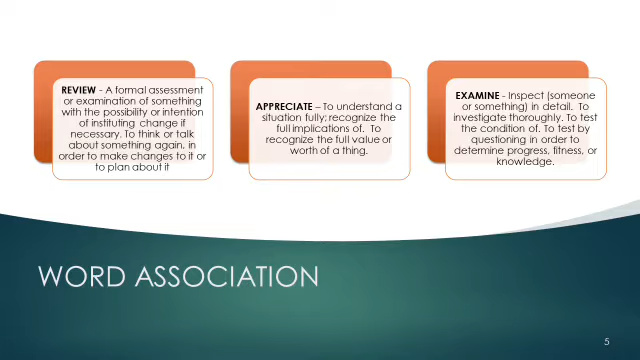 REVIEW - A formal assessment
or examination of something
with the possibility or intention
of instituting change if
necessary. To think or talk
about something again, in
order to make changes to it or
to plan about it
APPRECIATE – To understand a
situation fully; recognize the
full implications of. To
recognize the full value or
worth of a thing.
EXAMINE - Inspect (someone
or something) in detail. To
investigate thoroughly. To test
the condition of. To test by
questioning in order to
determine progress, fitness, or
knowledge.
WORD ASSOCIATION
5